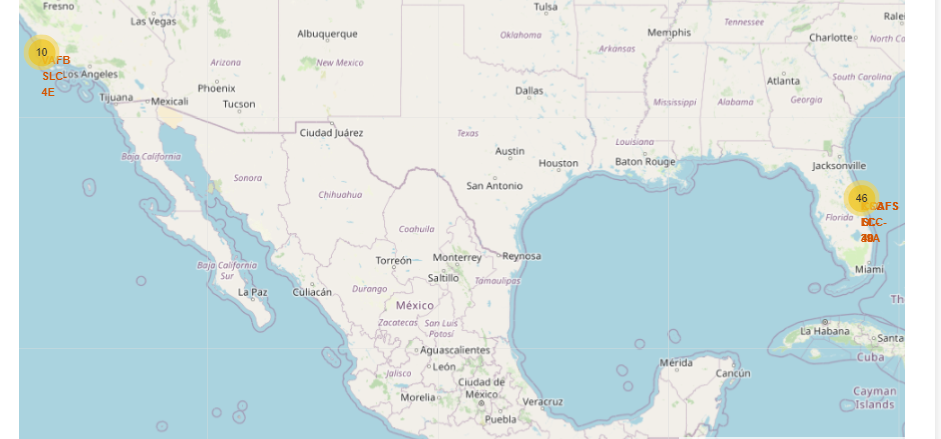 Fresno
Las Vegas
Albuquerque
Tulsa
Oklahoma
Memphis
Tennessee
Charlotte
North Ca
Ralei
10
VAFB
SLC-
4E
Los Angeles
Arizona
New Mexico
Arkansas
Phoenix
Tijuana
Mexicali
Tucson
Dallas
Atlanta
South Carolina
Mississippi
Alabama
Georgia
Ciudad Juárez
Texas
Louisiana
Baja California
Sonora
Chihuahua
Austin
Houston
Baton Rouge
Jacksonville
San Antonio
46
Florida
Coahuila
Torreón
Monterrey
Reynosa
Miami
Baja California
Sur
Saltillo
Tamaulipas
La Paz
Culiacán
Durango
México
Th
Zacatecas
San Luis
Potosí
La Habana
Santa
Aguascalientes
Cuba
Jalisco
León
Mérida
Cancún
Morelia
Ciudad de
México
Veracruz
Puebla
Cayman
Islands